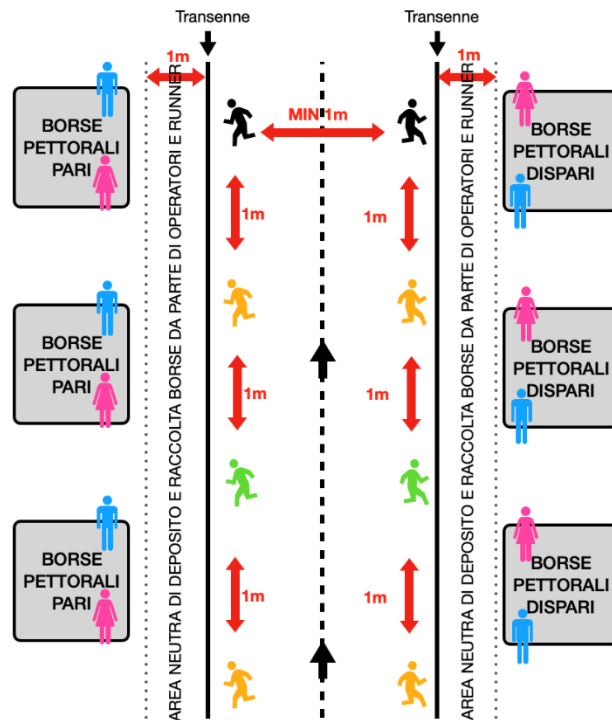 Transenne
Transenne
1m
1m
BORSE
PETTORALI
PARI
AREA NEUTRA DI DEPOSITO E RACCOLTA BORSE DA PARTE DI OPERATORI E RUNNER
MIN 1m
AREA NEUTRA DI DEPOSITO E RACCOLTA BORSE DA PARTE DI OPERATORI E RUNNER
BORSE
PETTORALI
DISPARI
1m
1m
BORSE
PETTORALI
PARI
BORSE
PETTORALI
DISPARI
1m
1m
BORSE
PETTORALI
PARI
BORSE
PETTORALI
DISPARI
1m
1m